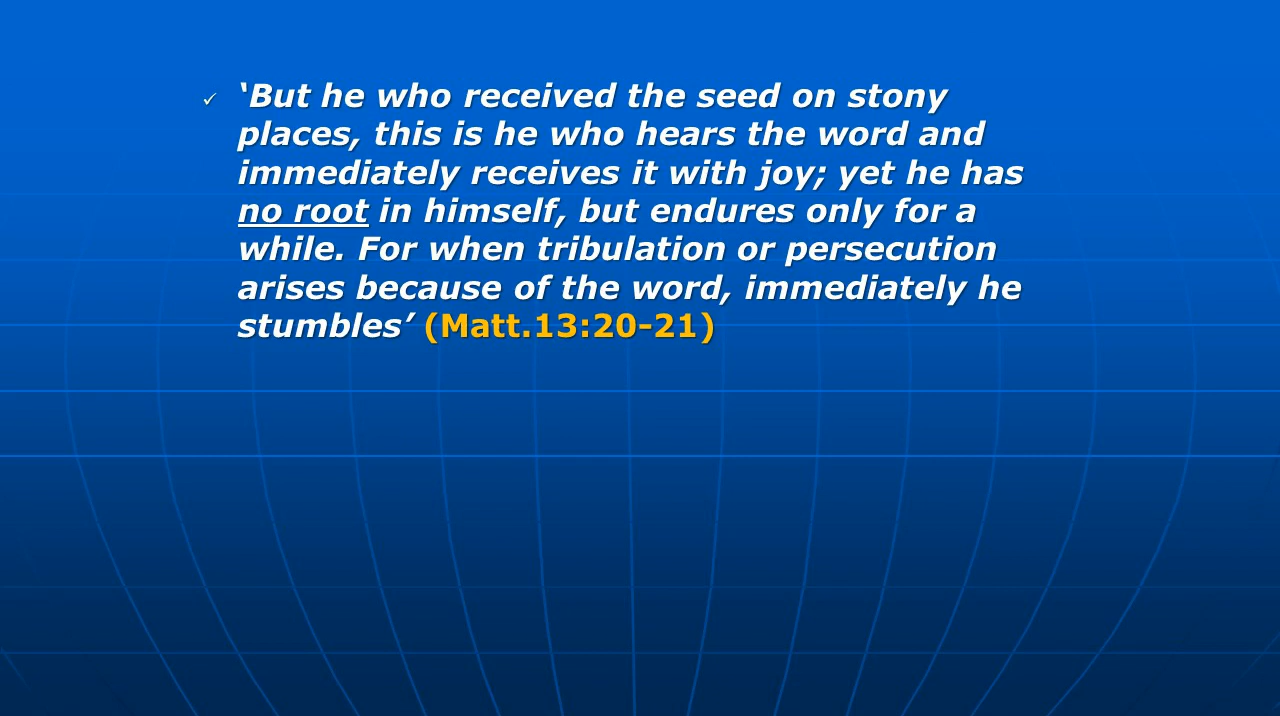 ✓ ‘But he who received the seed on stony
places, this is he who hears the word and
immediately receives it with joy; yet he has
no root in himself, but endures only for a
while. For when tribulation or persecution
arises because of the word, immediately he
stumbles’ (Matt.13:20-21)